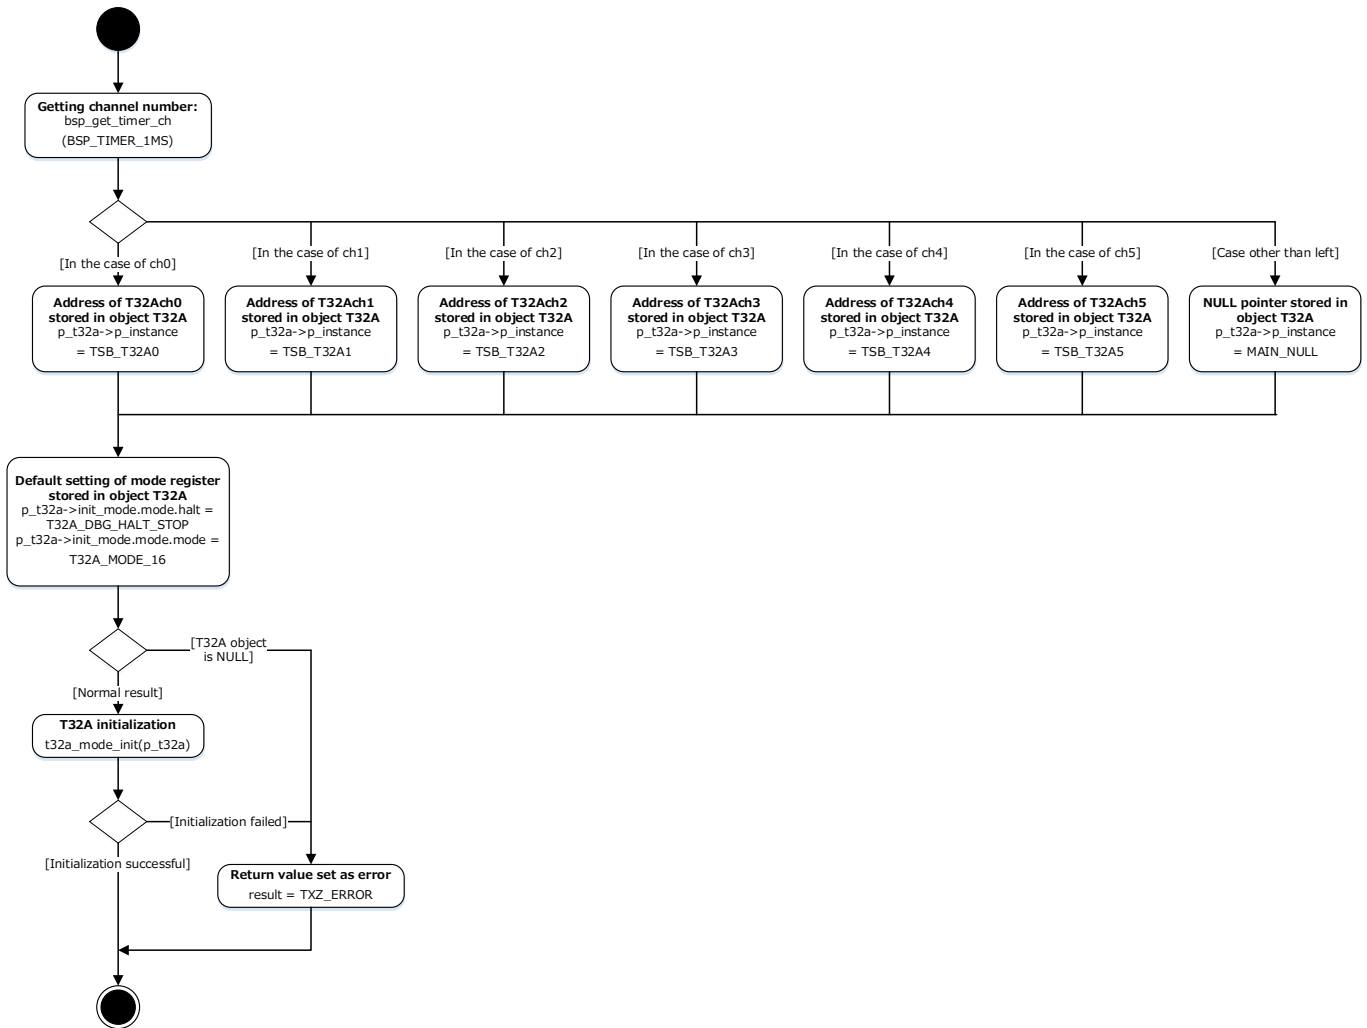 Getting channel number:
bsp_get_timer_ch
(BSP_TIMER_1MS)
[In the case of ch0]
[In the case of ch1]
[In the case of ch2]
[In the case of ch3]
[In the case of ch4]
[In the case of ch5]
[Case other than left]
Address of T32Ach0
stored in object T32A
p_t32a->p_instance
= TSB_T32A0
Address of T32Ach1
stored in object T32A
p_t32a->p_instance
= TSB_T32A1
Address of T32Ach2
stored in object T32A
p_t32a->p_instance
= TSB_T32A2
Address of T32Ach3
stored in object T32A
p_t32a->p_instance
= TSB_T32A3
Address of T32Ach4
stored in object T32A
p_t32a->p_instance
= TSB_T32A4
Address of T32Ach5
stored in object T32A
p_t32a->p_instance
= TSB_T32A5
NULL pointer stored in
object T32A
p_t32a->p_instance
= MAIN_NULL
Default setting of mode register
stored in object T32A
p_t32a->init_mode.mode.halt =
T32A_DBG_HALT_STOP
p_t32a->init_mode.mode.mode =
T32A_MODE_16
[T32A object
is NULL]
[Normal result]
T32A initialization
t32a_mode_init(p_t32a)
[Initialization failed]
[Initialization successful]
Return value set as error
result = TXZ_ERROR